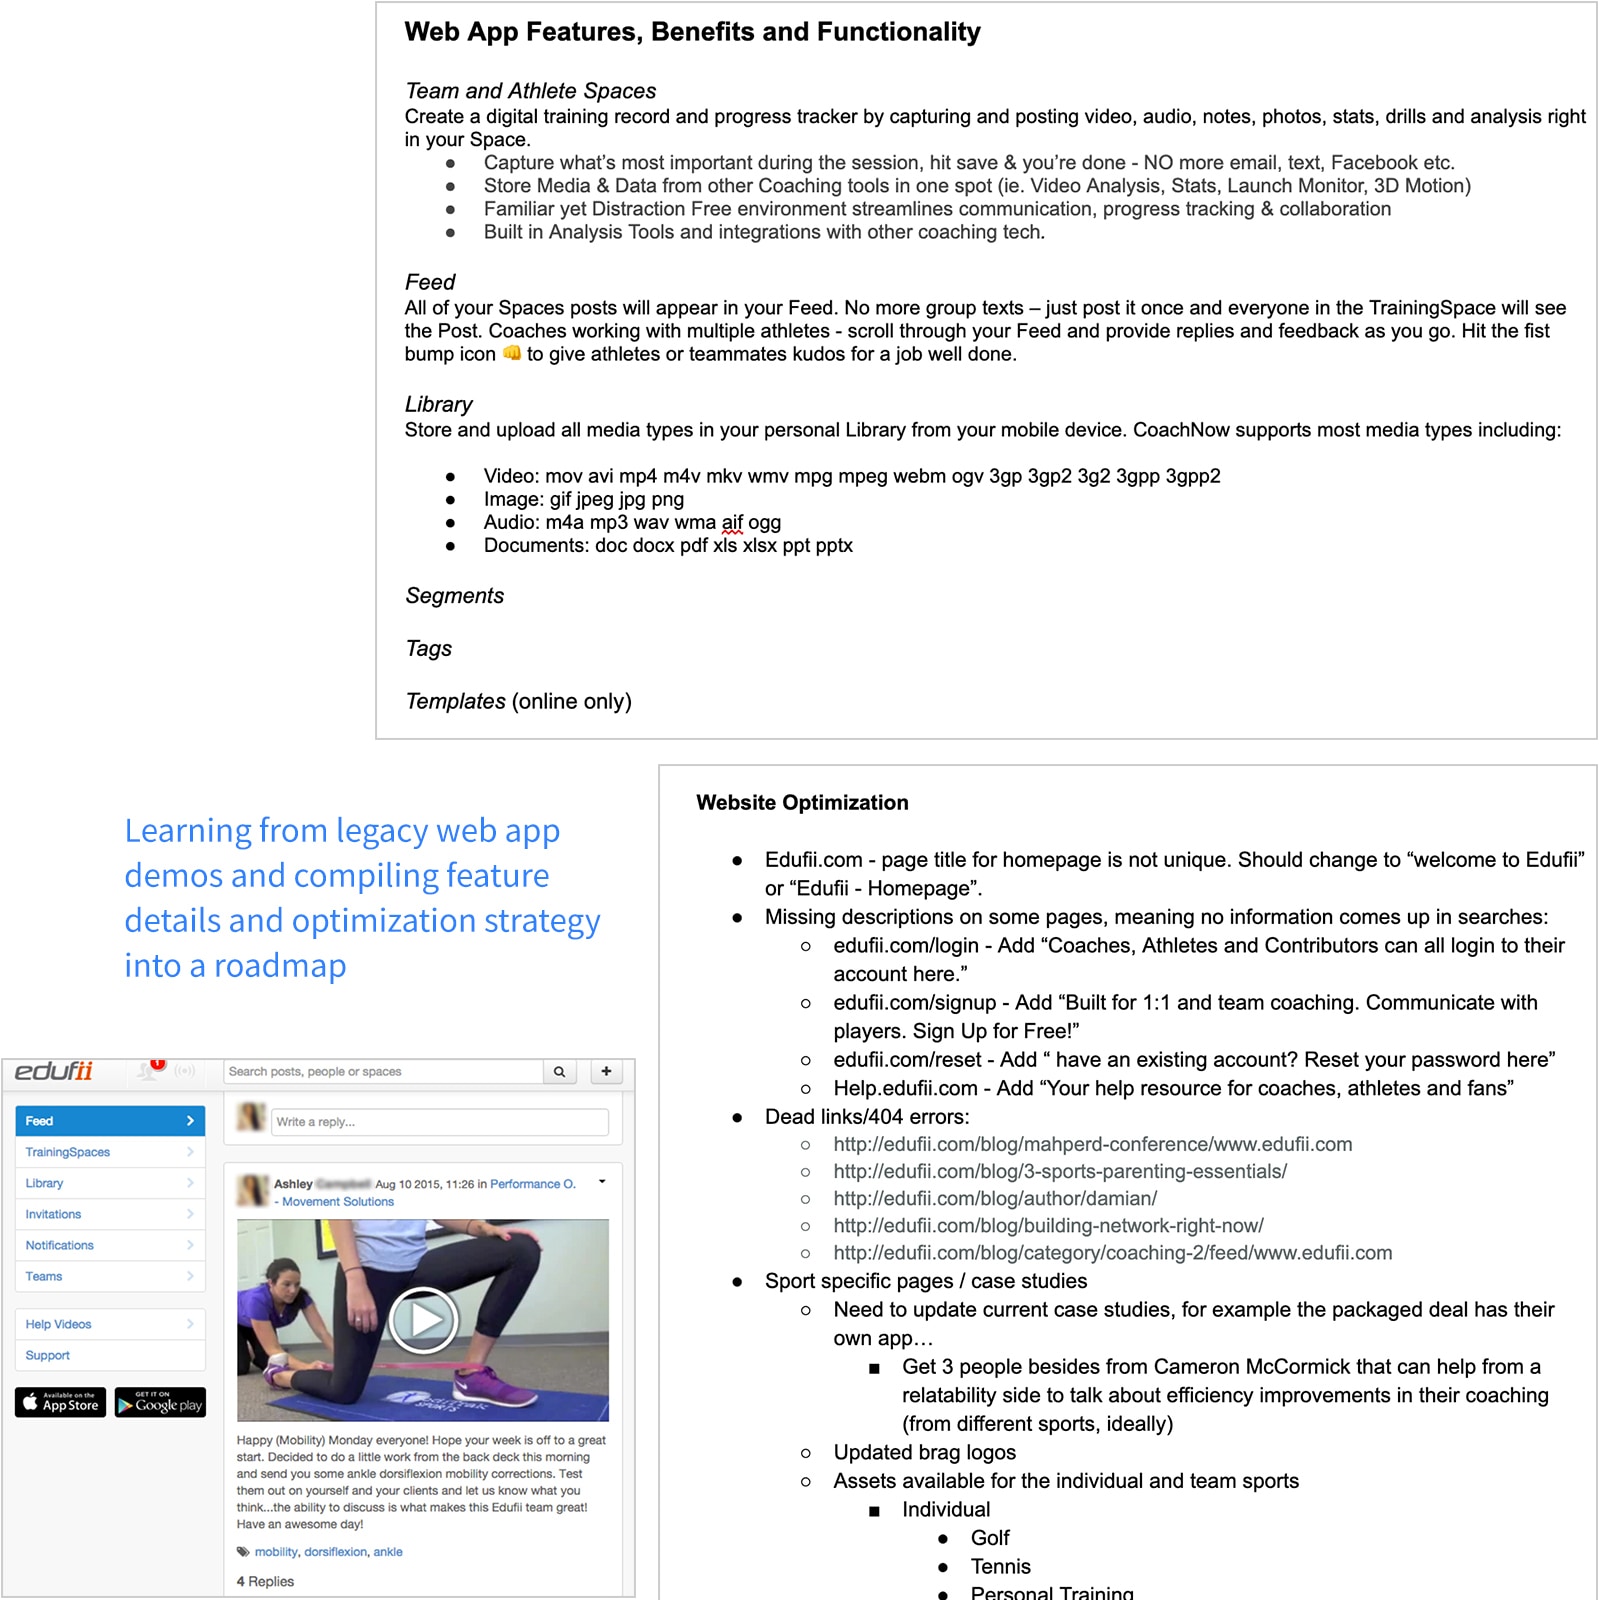 Web App Features, Benefits and Functionality
Team and Athlete Spaces
Create a digital training record and progress tracker by capturing and posting video, audio, notes, photos, stats, drills and analysis right
in your Space.
● Capture what’s most important during the session, hit save & you’re done - NO more email, text, Facebook etc.
● Store Media & Data from other Coaching tools in one spot (ie. Video Analysis, Stats, Launch Monitor, 3D Motion)
● Familiar yet Distraction Free environment streamlines communication, progress tracking & collaboration
● Built in Analysis Tools and integrations with other coaching tech.
Feed
All of your Spaces posts will appear in your Feed. No more group texts – just post it once and everyone in the TrainingSpace will see
the Post. Coaches working with multiple athletes - scroll through your Feed and provide replies and feedback as you go. Hit the fist
bump icon 👊 to give athletes or teammates kudos for a job well done.
Library
Store and upload all media types in your personal Library from your mobile device. CoachNow supports most media types including:
● Video: mov avi mp4 m4v mkv wmv mpg mpeg webm ogv 3gp 3gp2 3g2 3gpp 3gpp2
● Image: gif jpeg jpg png
● Audio: m4a mp3 wav wma aif ogg
● Documents: doc docx pdf xls xlsx ppt pptx
Segments
Tags
Templates (online only)
Learning from legacy web app
demos and compiling feature
details and optimization strategy
into a roadmap
Website Optimization
● Edufii.com - page title for homepage is not unique. Should change to “welcome to Edufii”
or “Edufii - Homepage”.
● Missing descriptions on some pages, meaning no information comes up in searches:
○ edufii.com/login - Add “Coaches, Athletes and Contributors can all login to their
account here.”
○ edufii.com/signup - Add “Built for 1:1 and team coaching. Communicate with
players. Sign Up for Free!”
○ edufii.com/reset - Add “ have an existing account? Reset your password here”
○ Help.edufii.com - Add “Your help resource for coaches, athletes and fans”
● Dead links/404 errors:
○ http://edufii.com/blog/mahperd-conference/www.edufii.com
○ http://edufii.com/blog/3-sports-parenting-essentials/
○ http://edufii.com/blog/author/damian/
○ http://edufii.com/blog/building-network-right-now/
○ http://edufii.com/blog/category/coaching-2/feed/www.edufii.com
● Sport specific pages / case studies
○ Need to update current case studies, for example the packaged deal has their
own app…
■ Get 3 people besides from Cameron McCormick that can help from a
relatability side to talk about efficiency improvements in their coaching
(from different sports, ideally)
○ Updated brag logos
○ Assets available for the individual and team sports
■ Individual
● Golf
● Tennis
● Personal Training
edufii
1
Search posts, people or spaces
Feed
TrainingSpaces
Library
Invitations
Notifications
Teams
Help Videos
Support
Available on the
App Store
GET IT ON
Google play
Write a reply...
Ashley Aug 10 2015, 11:26 in Performance O.
- Movement Solutions
SPORTS
Happy (Mobility) Monday everyone! Hope your week is off to a great
start. Decided to do a little work from the back deck this morning
and send you some ankle dorsiflexion mobility corrections. Test
them out on yourself and your clients and let us know what you
think...the ability to discuss is what makes this Edufii team great!
Have an awesome day!
mobility, dorsiflexion, ankle
4 Replies